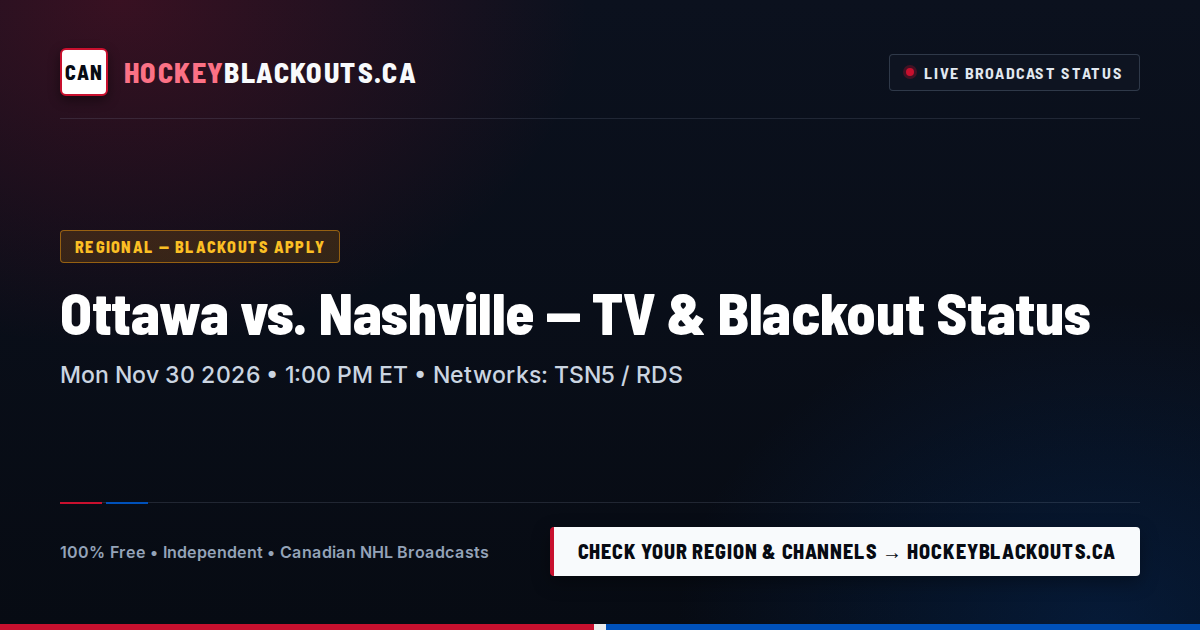 CAN
HOCKEYBLACKOUTS.CA
LIVE BROADCAST STATUS
REGIONAL — BLACKOUTS APPLY
Ottawa vs. Nashville — TV & Blackout Status
Mon Nov 30 2026 • 1:00 PM ET • Networks: TSN5 / RDS
100% Free • Independent • Canadian NHL Broadcasts
CHECK YOUR REGION & CHANNELS → HOCKEYBLACKOUTS.CA